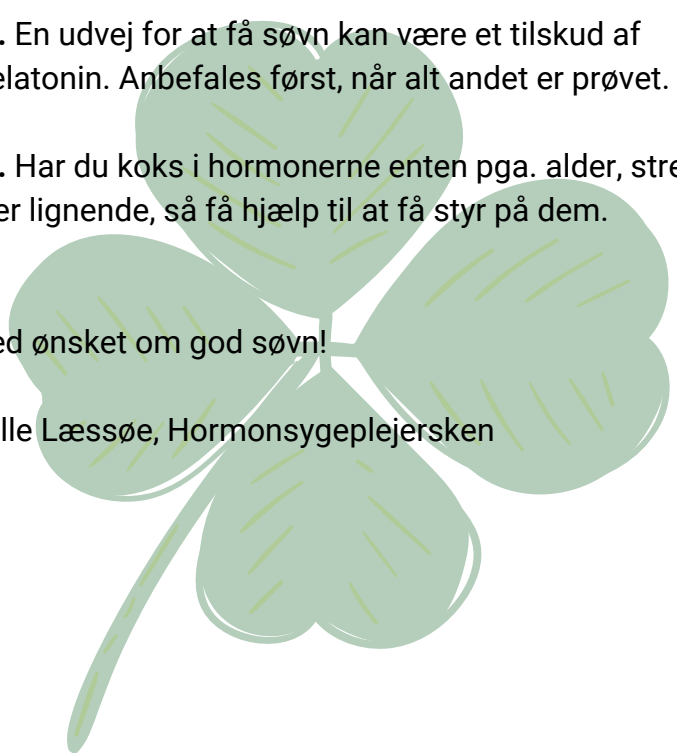 . En udvej for at få søvn kan være et tilskud af
elatonin. Anbefales først, når alt andet er prøvet.
. Har du koks i hormonerne enten pga. alder, stre
er lignende, så få hjælp til at få styr på dem.
ed ønsket om god søvn!
lle Læssøe, Hormonsygeplejersken